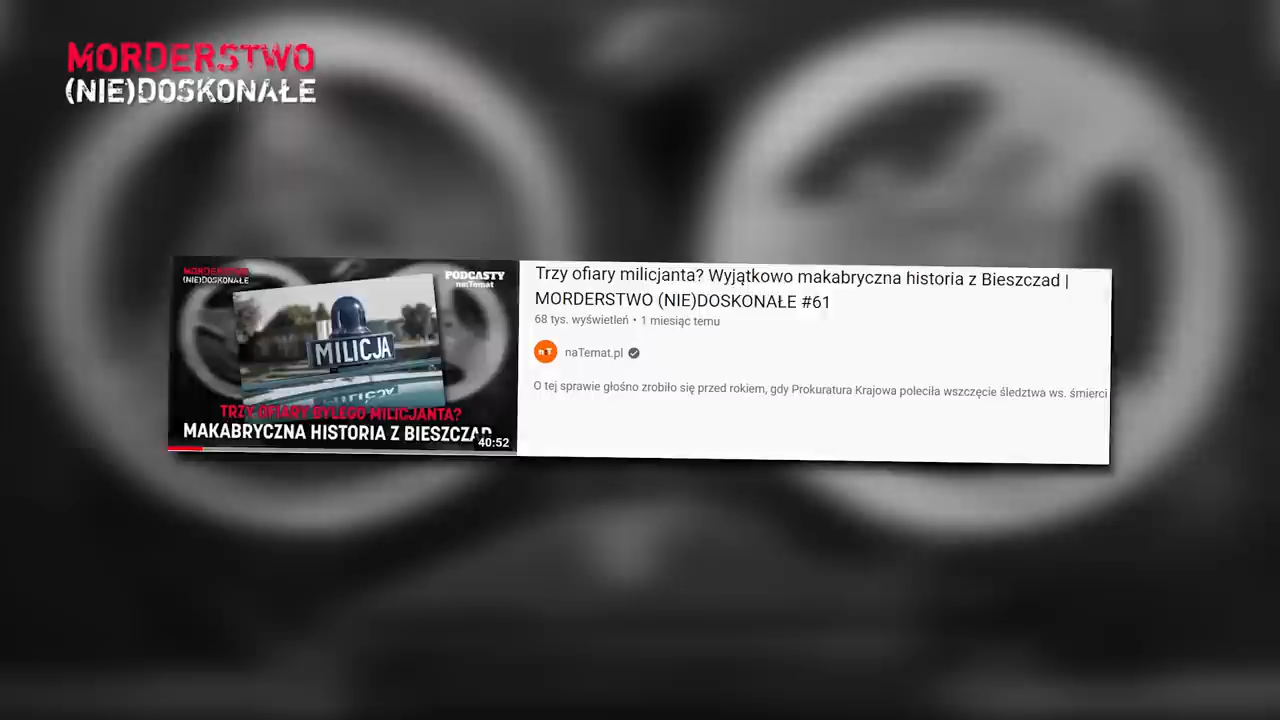 MORDERSTWO
(NIE)DOSKONAŁE
MORDERSTWO
(NIE)DOSKONAŁE
PODCASTY
na:Temat
MILICJA
TRZY OFIARY BYŁEGO MILICJANTA?
MAKABRYCZNA HISTORIA Z BIESZCZAD
40:52
Trzy ofiary milicjanta? Wyjątkowo makabryczna historia z Bieszczad |
MORDERSTWO (NIE)DOSKONAŁE #61
68 tys. wyświetleń • 1 miesiąc temu
naTemat.pl
O tej sprawie głośno zrobiło się przed rokiem, gdy Prokuratura Krajowa poleciła wszczęcie śledztwa ws. śmierci